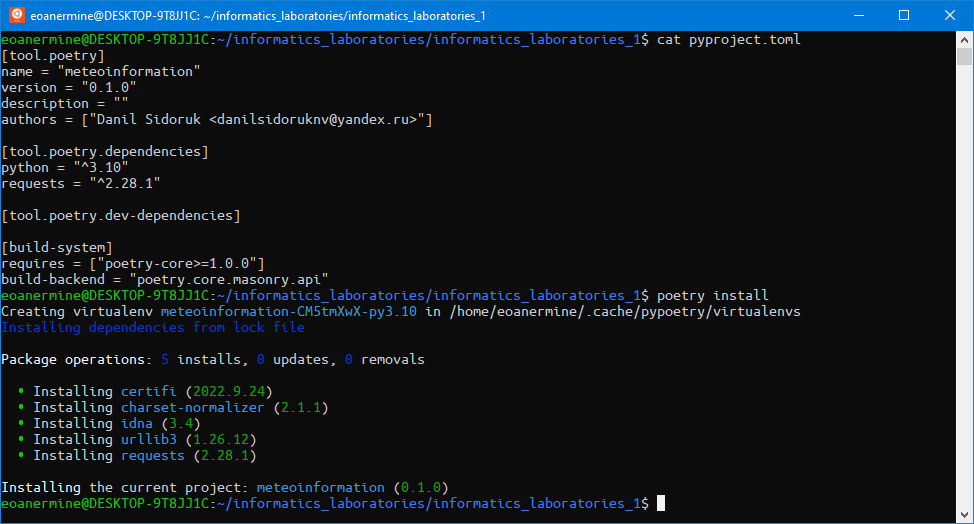 eoanermine@DESKTOP-9T8JJ1C: ~/informatics_laboratories/informatics_laboratories_1
eoanermine@DESKTOP-9T8JJ1C:~/informatics_laboratories/informatics_laboratories_1$ cat pyproject.toml
[tool.poetry]
name = "meteoinformation"
version = "0.1.0"
description = ""
authors = ["Danil Sidoruk <danilsidoruknv@yandex.ru>"]

[tool.poetry.dependencies]
python = "^3.10"
requests = "^2.28.1"

[tool.poetry.dev-dependencies]

[build-system]
requires = ["poetry-core>=1.0.0"]
build-backend = "poetry.core.masonry.api"
eoanermine@DESKTOP-9T8JJ1C:~/informatics_laboratories/informatics_laboratories_1$ poetry install
Creating virtualenv meteoinformation-CM5tmXwX-py3.10 in /home/eoanermine/.cache/pypoetry/virtualenvs
Installing dependencies from lock file

Package operations: 5 installs, 0 updates, 0 removals

• Installing certifi (2022.9.24)
• Installing charset-normalizer (2.1.1)
• Installing idna (3.4)
• Installing urllib3 (1.26.12)
• Installing requests (2.28.1)

Installing the current project: meteoinformation (0.1.0)
eoanermine@DESKTOP-9T8JJ1C:~/informatics_laboratories/informatics_laboratories_1$